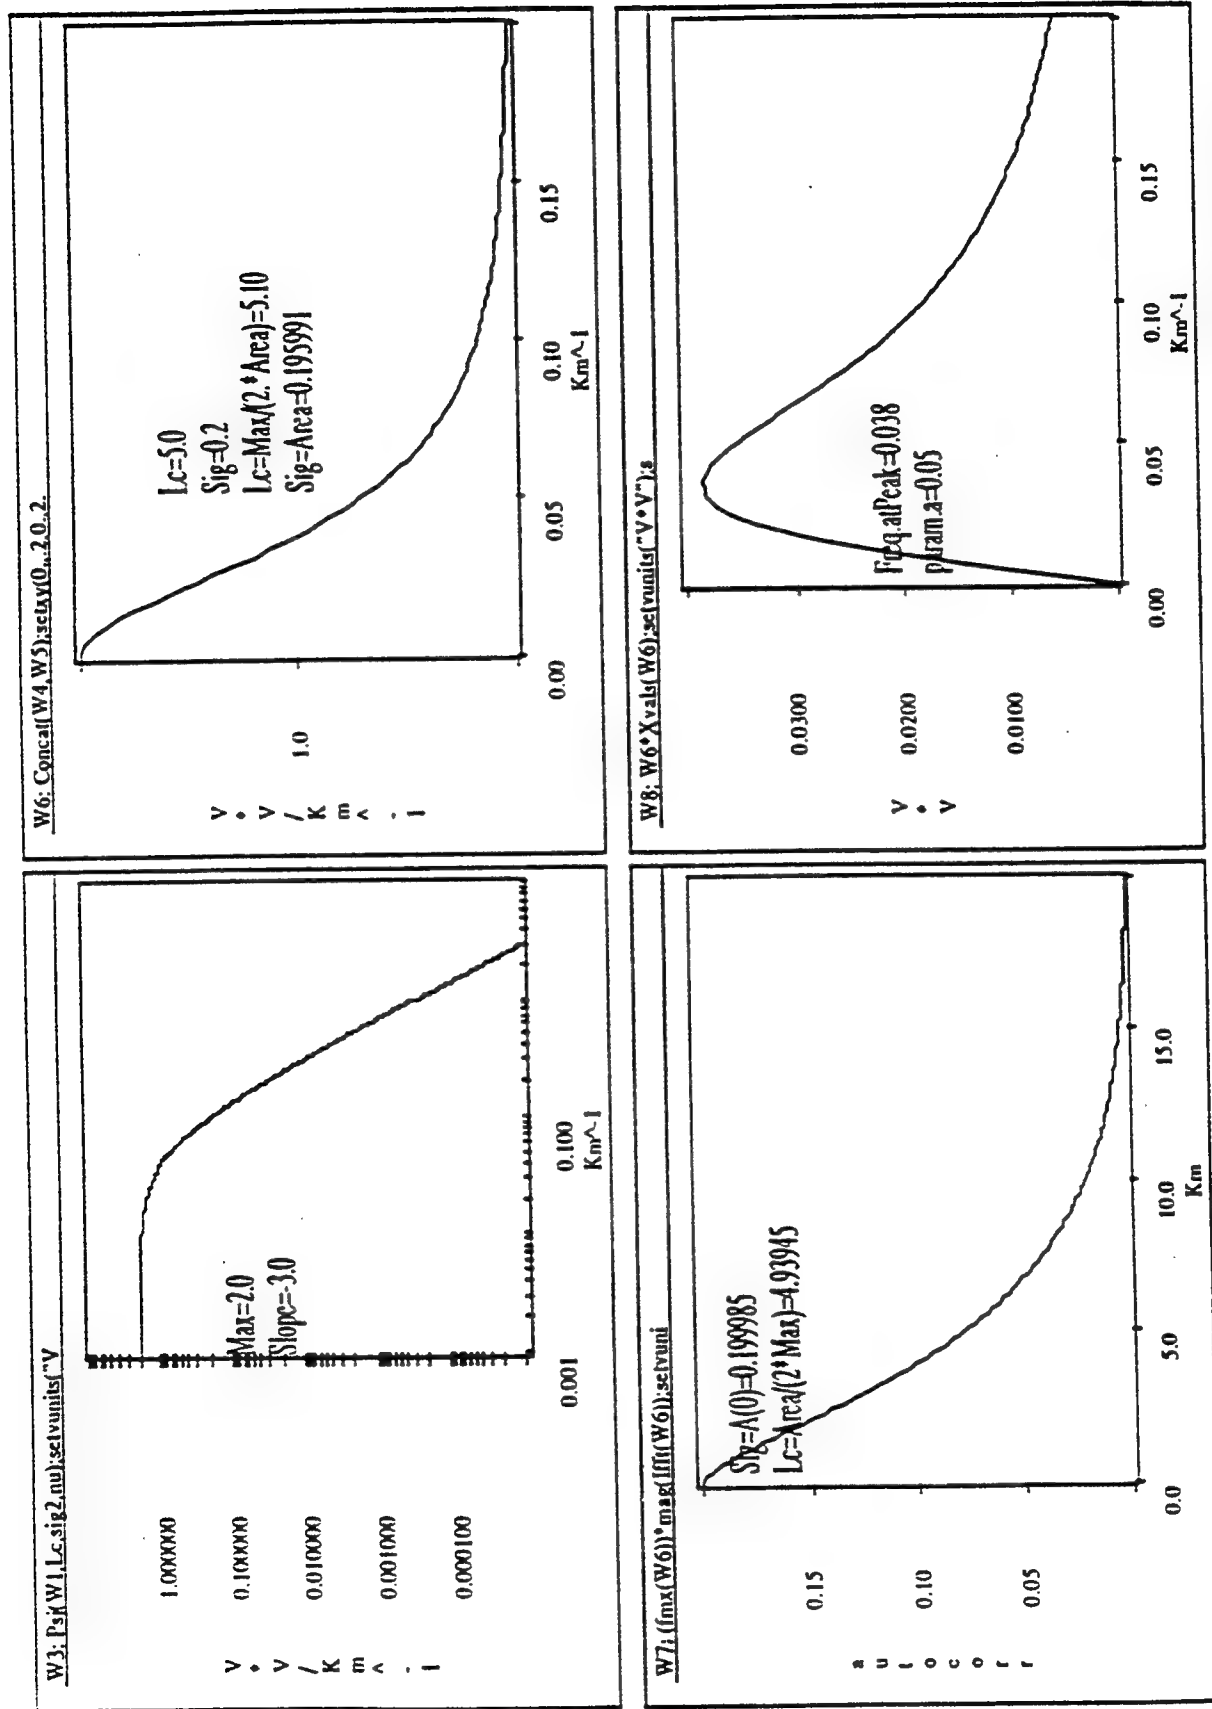 W3: Psi(W1,Lc,sig2,nu);setvunits("V
1.000000
0.100000
0.010000
0.001000
0.000100
V
*
V
/
K
m
^
-
1
Max=2.0
Slope=-3.0
0.001
0.100
Km^-1
W6: Concat(W4,W5);setxy(0.,.2,0.,2.
1.0
V
*
V
/
K
m
^
-
1
Lc=5.0
Sig=0.2
Lc=Max/(2.*Area)=5.10
Sig=Area=0.195991
0.00
0.05
0.10
0.15
Km^-1
W7: (fmx(W6))*mag(Ifft(W6));setvuni
0.15
0.10
0.05
a
u
t
o
c
o
r
r
Sig=A(0)=0.199985
Lc=Area/(2*Max)=4.93945
0.0
5.0
10.0
15.0
Km
W8: W6*Xvals(W6);setvunits("V*V");s
0.0300
0.0200
0.0100
V
*
V
Freq.atPeak=0.038
param.a=0.05
0.00
0.05
0.10
0.15
Km^-1